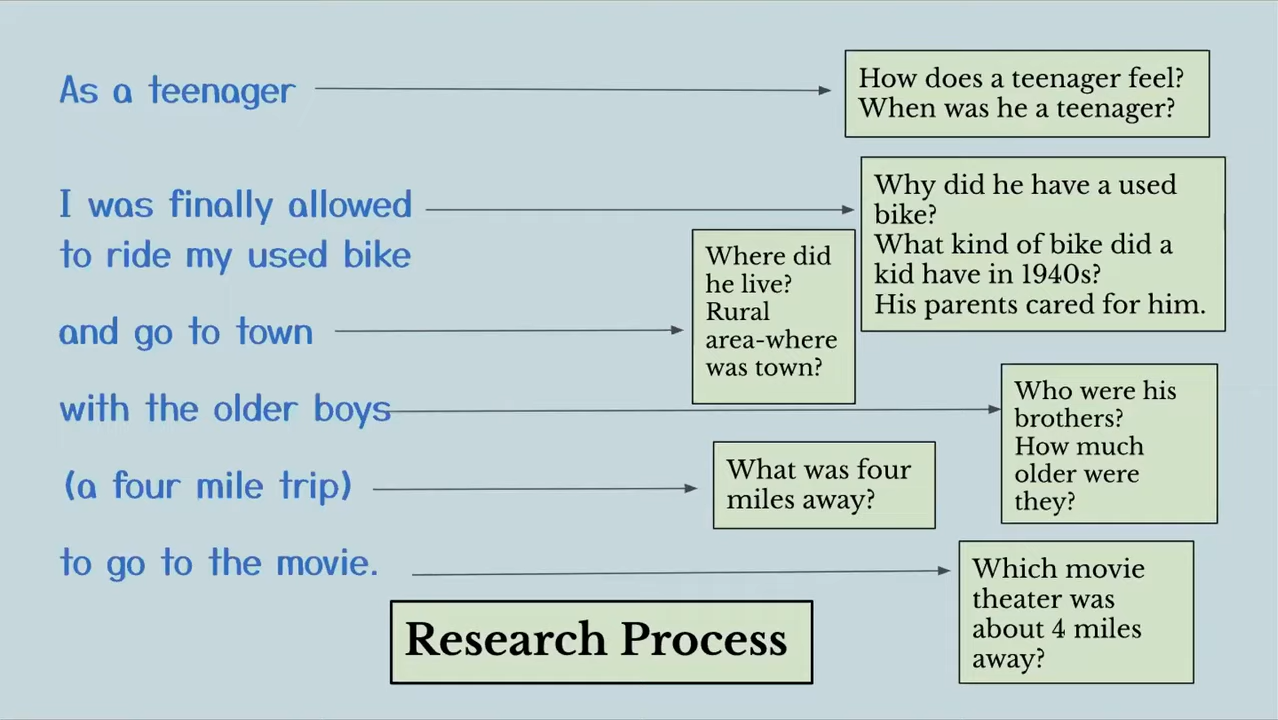 As a teenager
How does a teenager feel?
When was he a teenager?
I was finally allowed
to ride my used bike
Why did he have a used
bike?
What kind of bike did a
kid have in 1940s?
His parents cared for him.
and go to town
Where did
he live?
Rural
area-where
was town?
with the older boys
Who were his
brothers?
How much
older were
they?
(a four mile trip)
What was four
miles away?
to go to the movie.
Which movie
theater was
about 4 miles
away?
Research Process